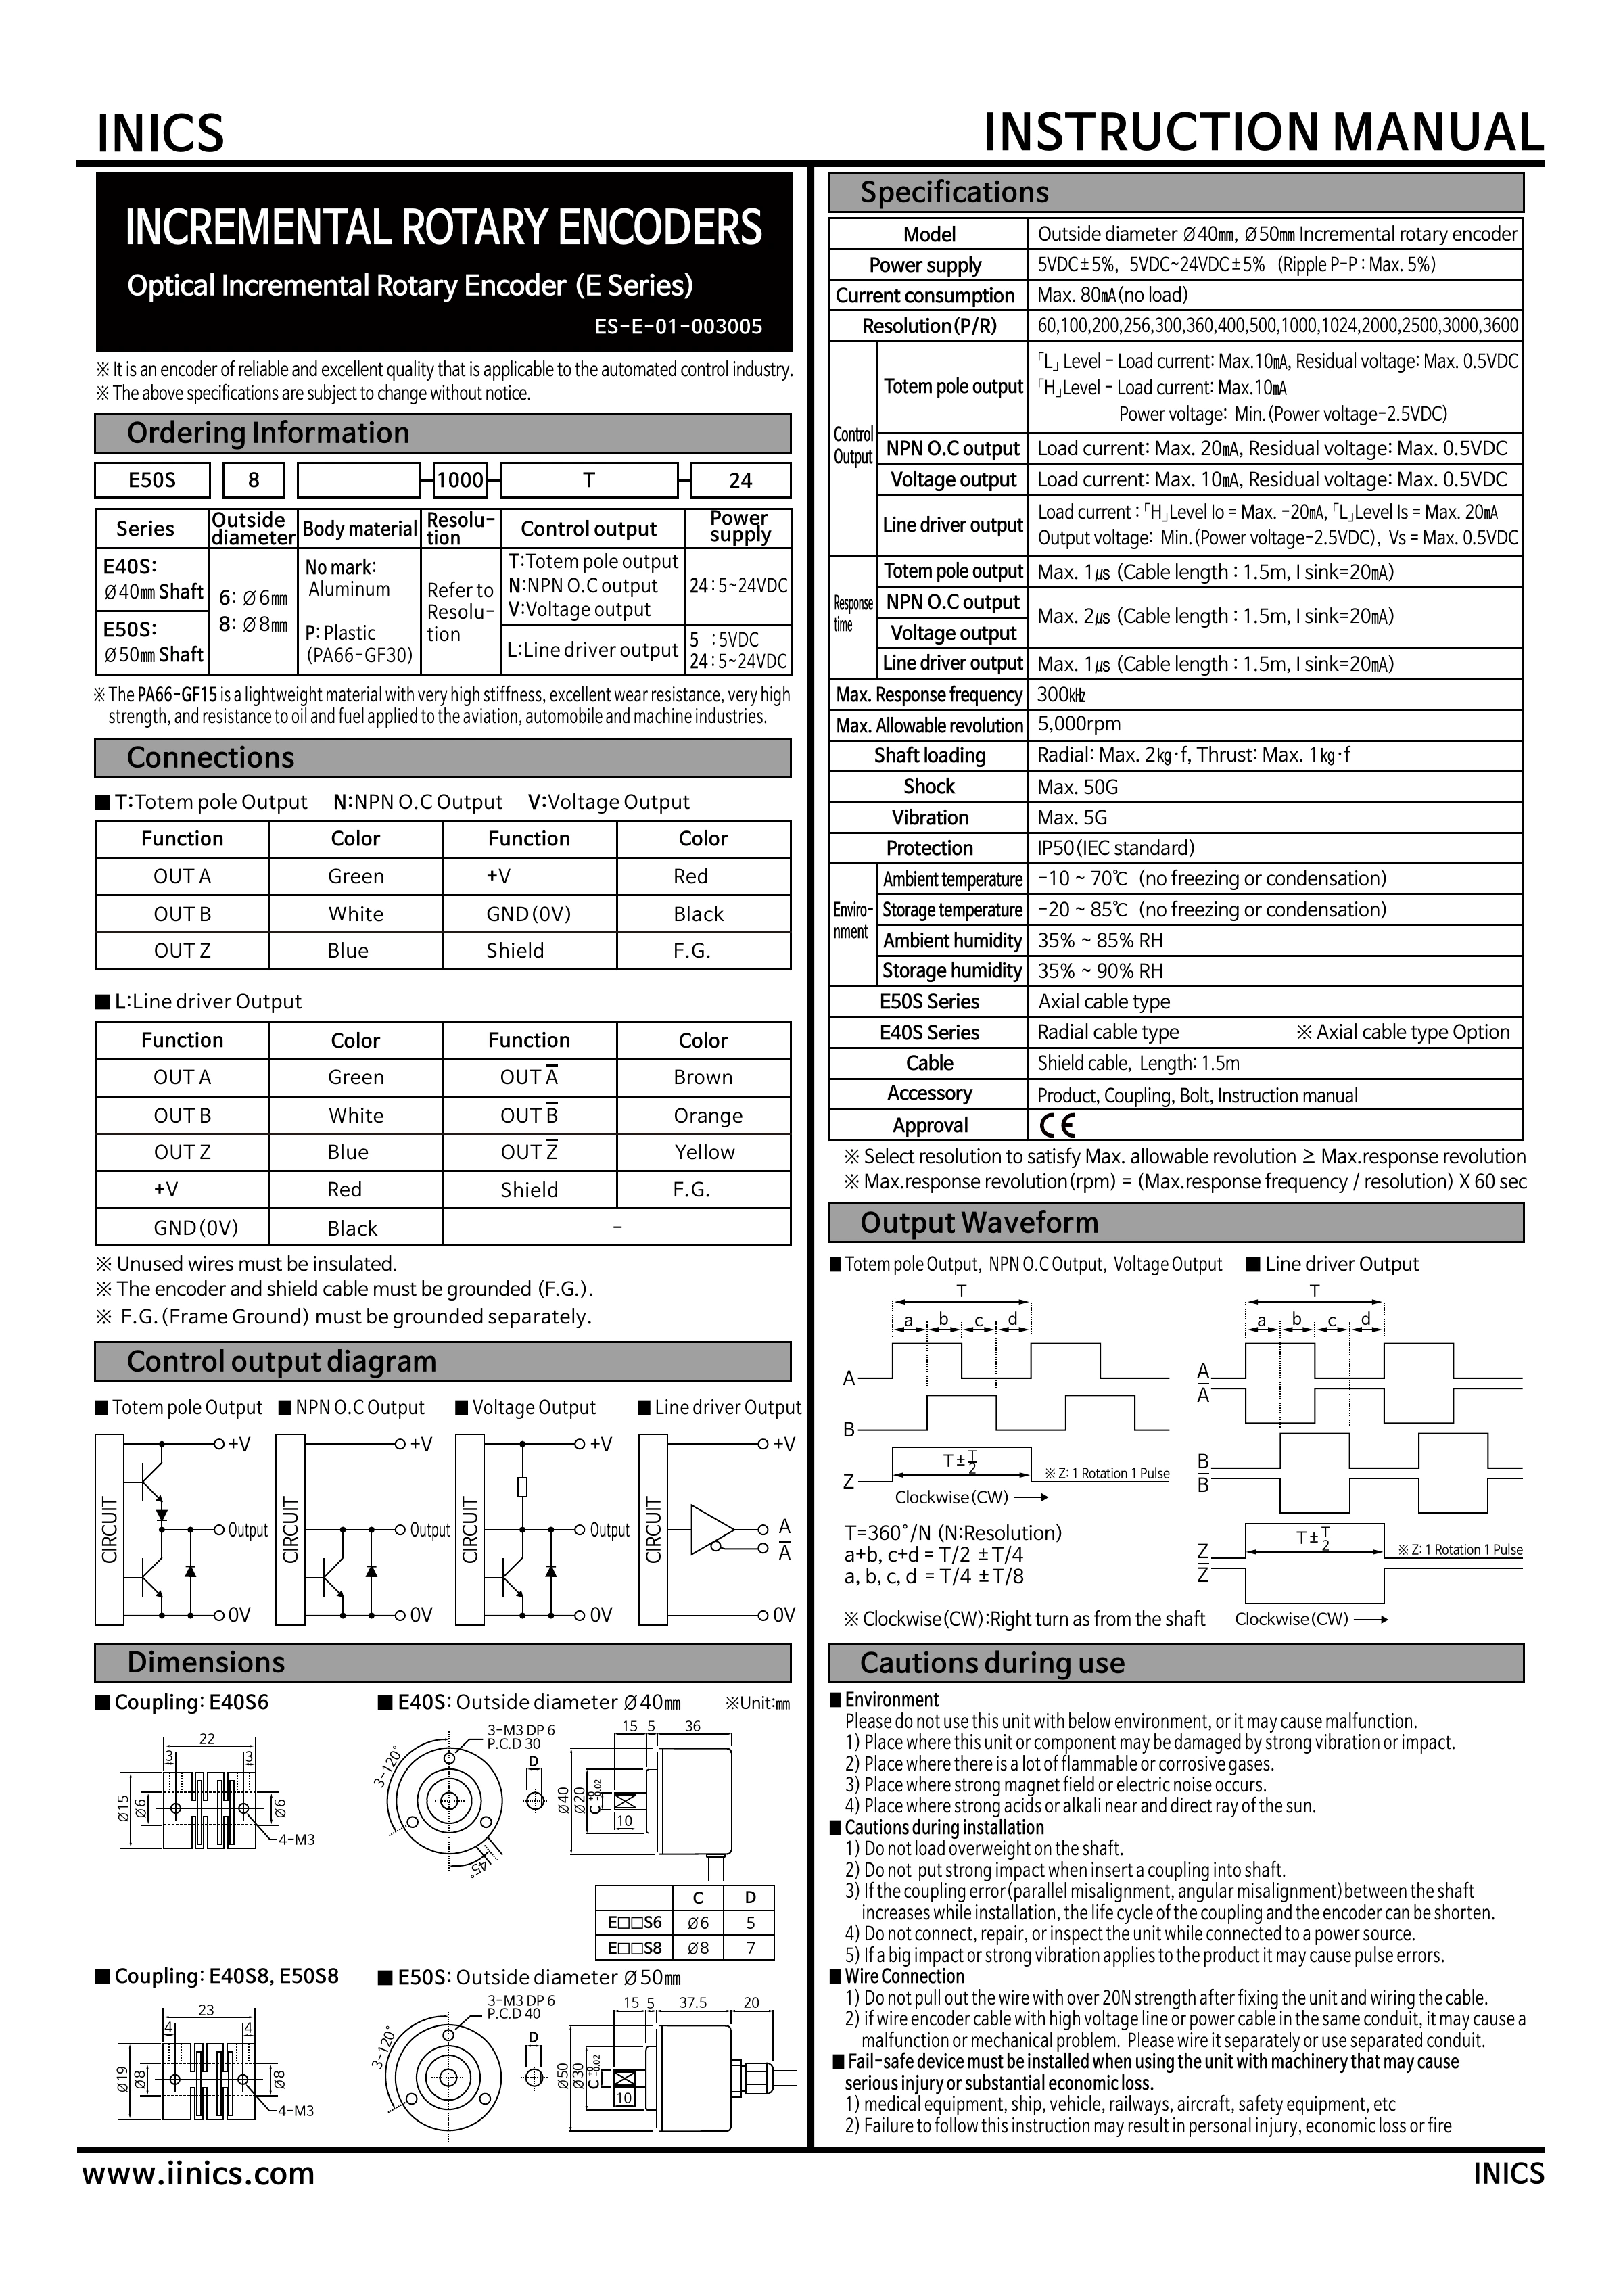 INICS
INSTRUCTION MANUAL
INCREMENTAL ROTARY ENCODERS
Optical Incremental Rotary Encoder (E Series)
ES-E-01-003005
※ It is an encoder of reliable and excellent quality that is applicable to the automated control industry.
※ The above specifications are subject to change without notice.
Ordering Information
E50S 8 1000 T 24
Series Outside diameter Body material Resolu-tion Control output Power supply
E40S:
Ø40㎜ Shaft
E50S:
Ø50㎜ Shaft
6: Ø6㎜
8: Ø8㎜
No mark:
Aluminum
P: Plastic
(PA66-GF30)
Refer to
Resolu-
tion
T:Totem pole output
N:NPN O.C output
V:Voltage output
24:5~24VDC
L:Line driver output
5 :5VDC
24:5~24VDC
※ The PA66-GF15 is a lightweight material with very high stiffness, excellent wear resistance, very high
strength, and resistance to oil and fuel applied to the aviation, automobile and machine industries.
Connections
■ T:Totem pole Output N:NPN O.C Output V:Voltage Output
Function Color Function Color
OUT A Green +V Red
OUT B White GND(0V) Black
OUT Z Blue Shield F.G.
■ L:Line driver Output
Function Color Function Color
OUT A Green OUT A̅ Brown
OUT B White OUT B̅ Orange
OUT Z Blue OUT Z̅ Yellow
+V Red Shield F.G.
GND(0V) Black -
※ Unused wires must be insulated.
※ The encoder and shield cable must be grounded (F.G.).
※ F.G.(Frame Ground) must be grounded separately.
Control output diagram
■ Totem pole Output ■ NPN O.C Output ■ Voltage Output ■ Line driver Output
CIRCUIT +V Output 0V
CIRCUIT +V Output 0V
CIRCUIT +V Output 0V
CIRCUIT +V A A̅ 0V
Dimensions
■ Coupling: E40S6
22
3 3
Ø15 Ø6 Ø6
4-M3
■ E40S: Outside diameter Ø40㎜ ※Unit:㎜
3-M3 DP 6
P.C.D 30
3-120°
45°
D
15 5 36
Ø40 Ø20 C +0 -0.02
10
C D
E□□S6 Ø6 5
E□□S8 Ø8 7
■ Coupling: E40S8, E50S8
23
4 4
Ø19 Ø8 Ø8
4-M3
■ E50S: Outside diameter Ø50㎜
3-M3 DP 6
P.C.D 40
3-120°
D
15 5 37.5 20
Ø50 Ø30 C +0 -0.02
10
Specifications
Model Outside diameter Ø40㎜, Ø50㎜ Incremental rotary encoder
Power supply 5VDC±5%, 5VDC~24VDC±5% (Ripple P-P : Max. 5%)
Current consumption Max. 80㎃(no load)
Resolution(P/R) 60,100,200,256,300,360,400,500,1000,1024,2000,2500,3000,3600
Control Output
Totem pole output
「L」 Level - Load current: Max.10㎃, Residual voltage: Max. 0.5VDC
「H」Level - Load current: Max.10㎃
Power voltage: Min.(Power voltage-2.5VDC)
NPN O.C output Load current: Max. 20㎃, Residual voltage: Max. 0.5VDC
Voltage output Load current: Max. 10㎃, Residual voltage: Max. 0.5VDC
Line driver output
Load current :「H」Level Io = Max. -20㎃,「L」Level Is = Max. 20㎃
Output voltage: Min.(Power voltage-2.5VDC), Vs = Max. 0.5VDC
Response time
Totem pole output Max. 1㎲ (Cable length : 1.5m, I sink=20㎃)
NPN O.C output
Voltage output
Max. 2㎲ (Cable length : 1.5m, I sink=20㎃)
Line driver output Max. 1㎲ (Cable length : 1.5m, I sink=20㎃)
Max. Response frequency 300㎑
Max. Allowable revolution 5,000rpm
Shaft loading Radial: Max. 2㎏·f, Thrust: Max. 1㎏·f
Shock Max. 50G
Vibration Max. 5G
Protection IP50(IEC standard)
Enviro-nment
Ambient temperature -10 ~ 70℃ (no freezing or condensation)
Storage temperature -20 ~ 85℃ (no freezing or condensation)
Ambient humidity 35% ~ 85% RH
Storage humidity 35% ~ 90% RH
E50S Series Axial cable type
E40S Series Radial cable type ※ Axial cable type Option
Cable Shield cable, Length: 1.5m
Accessory Product, Coupling, Bolt, Instruction manual
Approval CE
※ Select resolution to satisfy Max. allowable revolution ≥ Max.response revolution
※ Max.response revolution(rpm) = (Max.response frequency / resolution) X 60 sec
Output Waveform
■ Totem pole Output, NPN O.C Output, Voltage Output ■ Line driver Output
T
a b c d
A
B
Z
T±T/2
※ Z: 1 Rotation 1 Pulse
Clockwise(CW)
T=360°/N (N:Resolution)
a+b, c+d = T/2 ±T/4
a, b, c, d = T/4 ±T/8
※ Clockwise(CW):Right turn as from the shaft
T
a b c d
A
A̅
B
B̅
Z
Z̅
T±T/2
※ Z: 1 Rotation 1 Pulse
Clockwise(CW)
Cautions during use
■ Environment
Please do not use this unit with below environment, or it may cause malfunction.
1) Place where this unit or component may be damaged by strong vibration or impact.
2) Place where there is a lot of flammable or corrosive gases.
3) Place where strong magnet field or electric noise occurs.
4) Place where strong acids or alkali near and direct ray of the sun.
■ Cautions during installation
1) Do not load overweight on the shaft.
2) Do not put strong impact when insert a coupling into shaft.
3) If the coupling error(parallel misalignment, angular misalignment)between the shaft
increases while installation, the life cycle of the coupling and the encoder can be shorten.
4) Do not connect, repair, or inspect the unit while connected to a power source.
5) If a big impact or strong vibration applies to the product it may cause pulse errors.
■ Wire Connection
1) Do not pull out the wire with over 20N strength after fixing the unit and wiring the cable.
2) if wire encoder cable with high voltage line or power cable in the same conduit, it may cause a
malfunction or mechanical problem. Please wire it separately or use separated conduit.
■ Fail-safe device must be installed when using the unit with machinery that may cause
serious injury or substantial economic loss.
1) medical equipment, ship, vehicle, railways, aircraft, safety equipment, etc
2) Failure to follow this instruction may result in personal injury, economic loss or fire
www.iinics.com
INICS